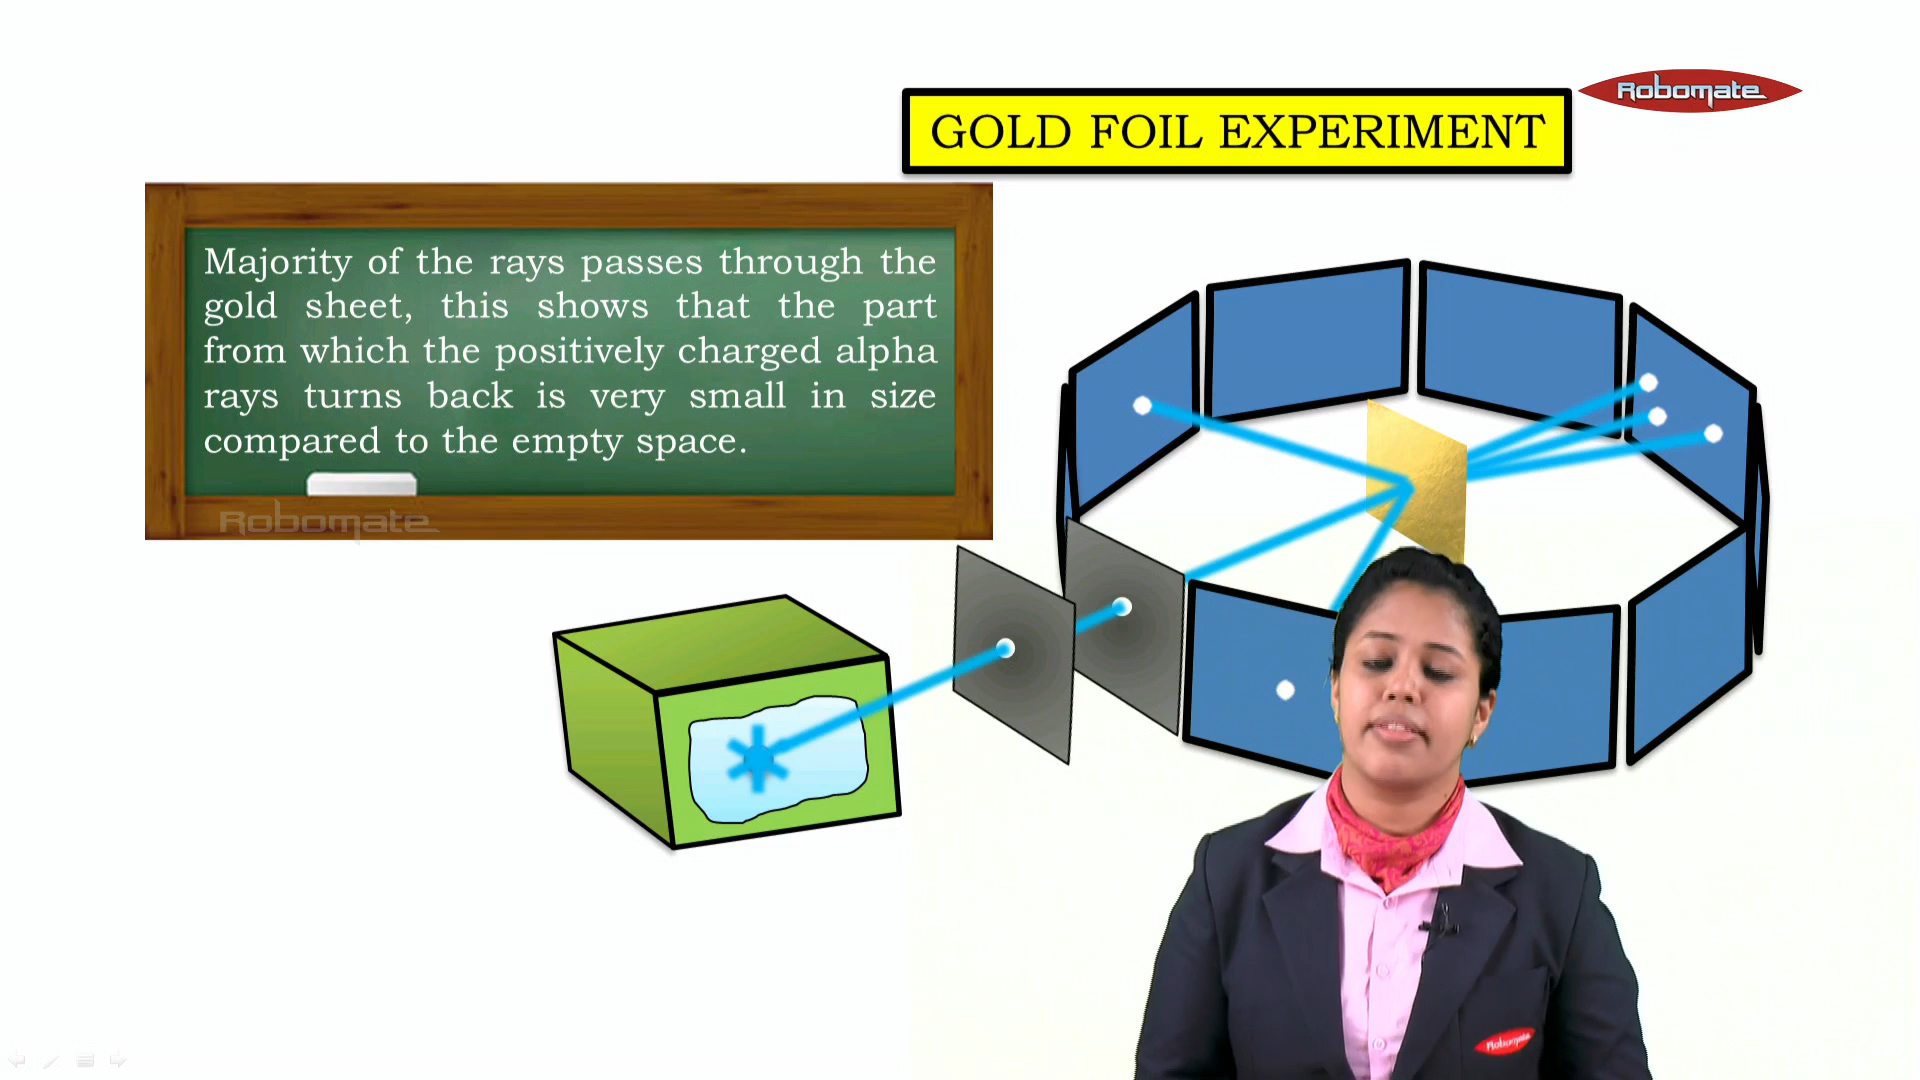 Robomate
GOLD FOIL EXPERIMENT
Majority of the rays passes through the
gold sheet, this shows that the part
from which the positively charged alpha
rays turns back is very small in size
compared to the empty space.
Robomate
Robomate